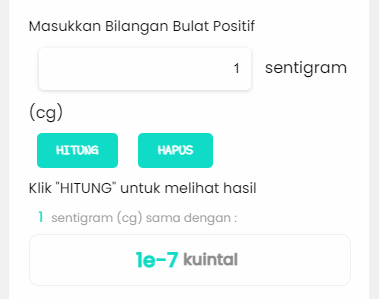 Masukkan Bilangan Bulat Positif
1 sentigram
(cg)
HITUNG HAPUS
Klik "HITUNG" untuk melihat hasil
1 sentigram (cg) sama dengan :
1e-7 kuintal